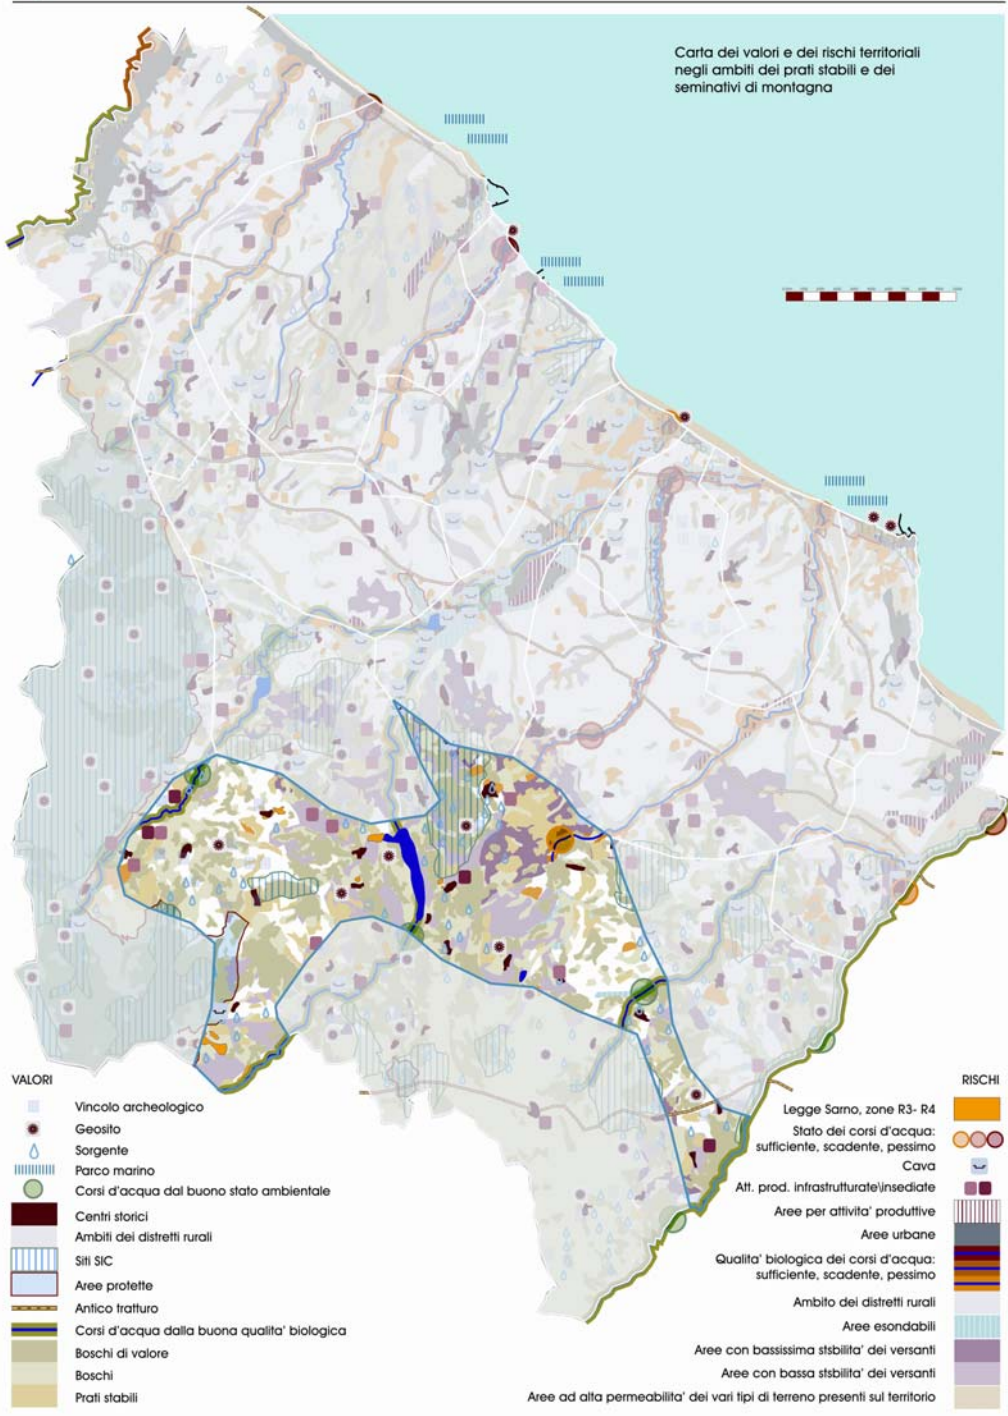 Carta dei valori e dei rischi territoriali
negli ambiti dei prati stabili e dei
seminativi di montagna
VALORI
Vincolo archeologico
Geosito
Sorgente
Parco marino
Corsi d'acqua dal buono stato ambientale
Centri storici
Ambiti dei distretti rurali
Siti SIC
Aree protette
Antico tratturo
Corsi d'acqua dalla buona qualita' biologica
Boschi di valore
Boschi
Prati stabili
RISCHI
Legge Sarno, zone R3- R4
Stato dei corsi d'acqua:
sufficiente, scadente, pessimo
Cava
Att. prod. infrastrutturate\insediate
Aree per attivita' produttive
Aree urbane
Qualita' biologica dei corsi d'acqua:
sufficiente, scadente, pessimo
Ambito dei distretti rurali
Aree esondabili
Aree con bassissima stsbilita' dei versanti
Aree con bassa stsbilita' dei versanti
Aree ad alta permeabilita' dei vari tipi di terreno presenti sul territorio